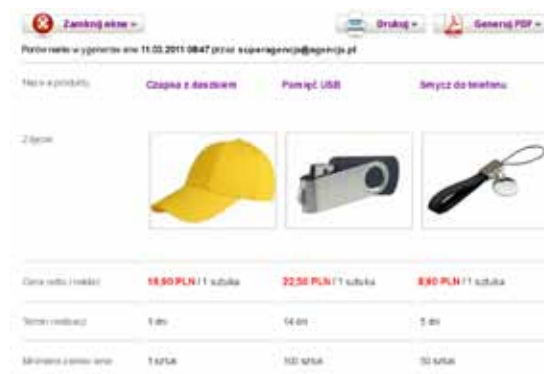 Zamknij okno
Drukuj
Generuj PDF
Porównanie wygenerowane 11.03.2011 08:47 przez superagencja@agencja.pl
Nazwa produktu
Czapka z daszkiem
Pamięć USB
Smycz do telefonu
Zdjęcie
Cena netto / nakład
19,90 PLN / 1 sztuka
22,50 PLN / 1 sztuka
8,90 PLN / 1 sztuka
Termin realizacji
1 dni
14 dni
5 dni
Minimalne zamówienie
1 sztuk
100 sztuk
50 sztuk